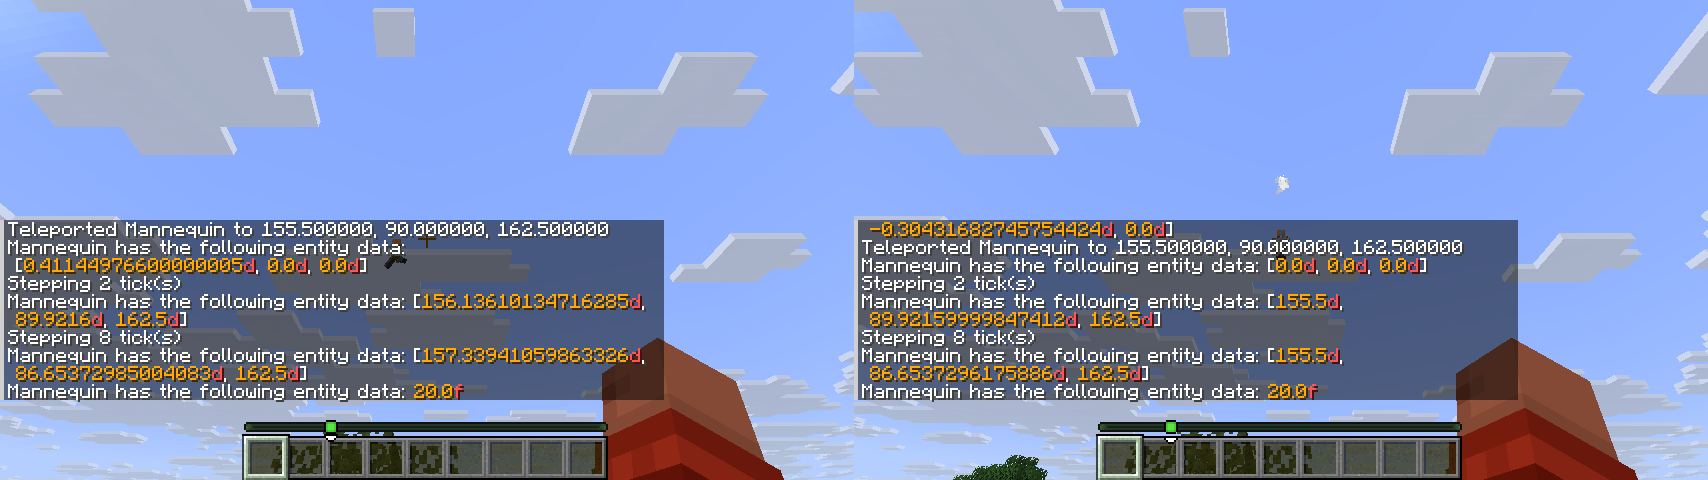 Teleported Mannequin to 155.500000, 90.000000, 162.500000
Mannequin has the following entity data:
[0.41144976600000005d, 0.0d, 0.0d]
Stepping 2 tick(s)
Mannequin has the following entity data: [156.13610134716285d,
89.9216d, 162.5d]
Stepping 8 tick(s)
Mannequin has the following entity data: [157.33941059863326d,
86.65372985004083d, 162.5d]
Mannequin has the following entity data: 20.0f
-0.30431682745754424d, 0.0d]
Teleported Mannequin to 155.500000, 90.000000, 162.500000
Mannequin has the following entity data: [0.0d, 0.0d, 0.0d]
Stepping 2 tick(s)
Mannequin has the following entity data: [155.5d,
89.92159999847412d, 162.5d]
Stepping 8 tick(s)
Mannequin has the following entity data: [155.5d,
86.6537296175886d, 162.5d]
Mannequin has the following entity data: 20.0f